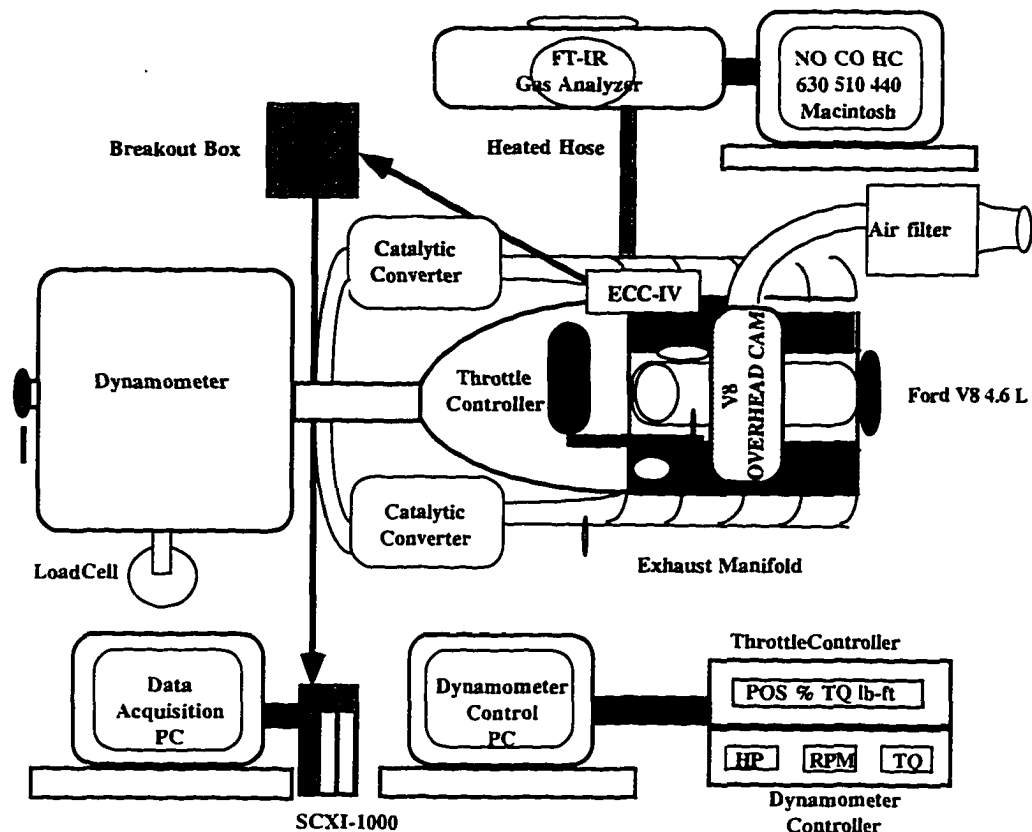 FT-IR
Gas Analyzer
NO CO HC
630 510 440
Macintosh
Breakout Box
Heated Hose
Catalytic
Converter
Air filter
ECC-IV
Dynamometer
Throttle
Controller
V8
OVERHEAD CAM
Ford V8 4.6 L
Catalytic
Converter
LoadCell
Exhaust Manifold
ThrottleController
Data
Acquisition
PC
Dynamometer
Control
PC
POS % TQ lb-ft
HP RPM TQ
Dynamometer
Controller
SCXI-1000